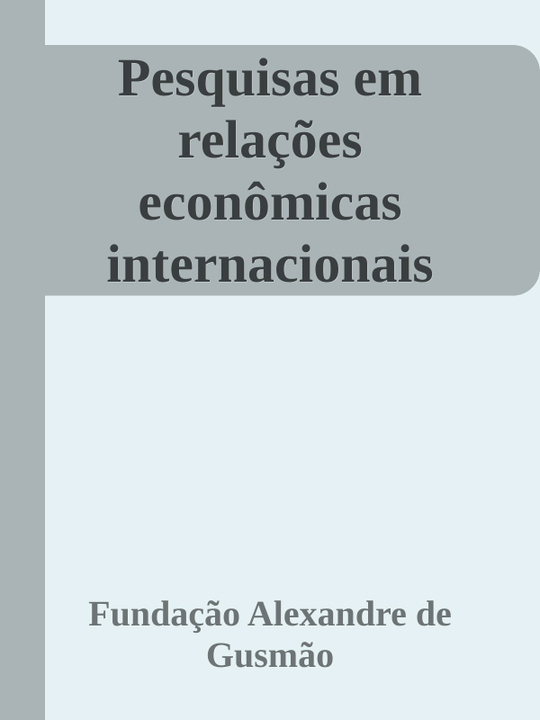 Pesquisas em
relações
econômicas
internacionais
Fundação Alexandre de
Gusmão